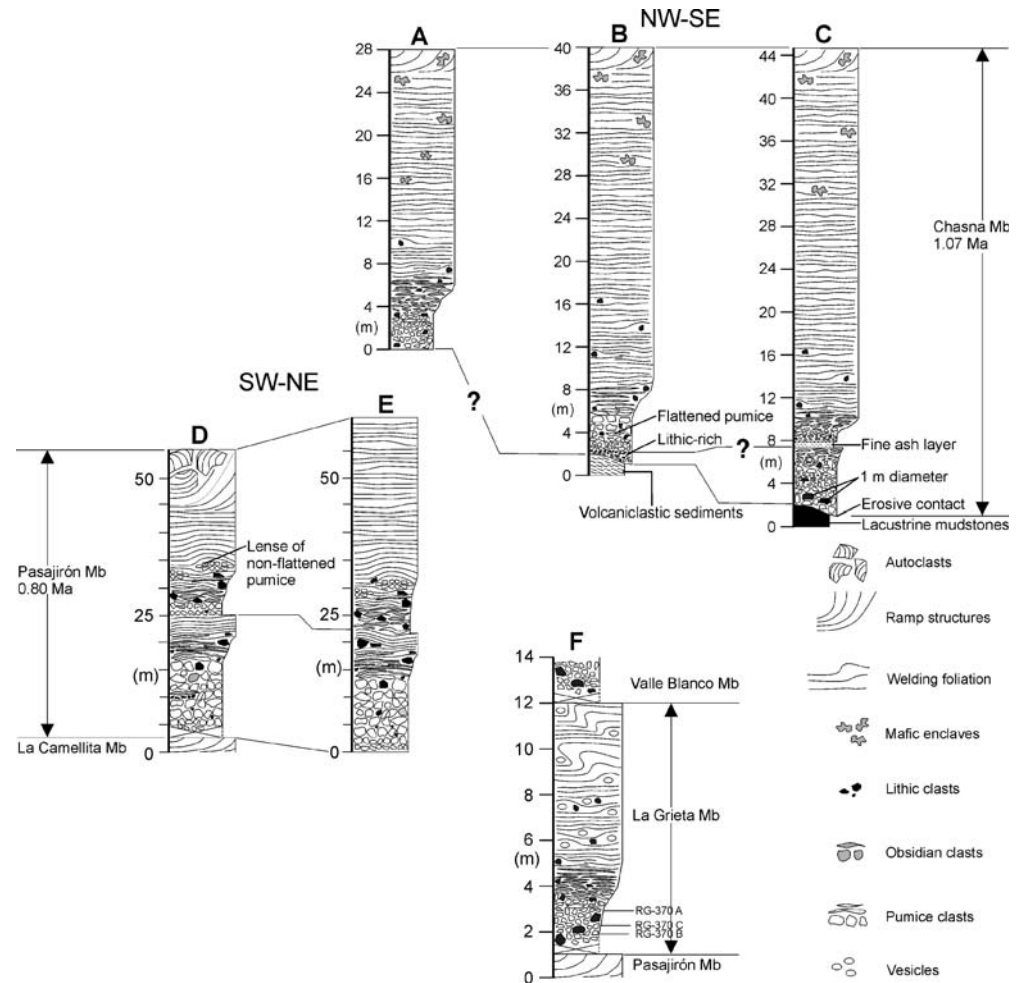 NW-SE
A
B
C
28
24
20
16
12
8
4
(m)
0
40
36
32
28
24
20
16
12
8
(m)
4
0
Flattened pumice
Lithic-rich
Volcaniclastic sediments
?
?
44
40
36
32
28
24
20
16
12
8
(m)
4
0
Fine ash layer
1 m diameter
Erosive contact
Lacustrine mudstones
Chasna Mb
1.07 Ma
SW-NE
D
E
50
25
(m)
0
Pasajirón Mb
0.80 Ma
La Camellita Mb
Lense of
non-flattened
pumice
50
25
(m)
0
F
14
12
10
8
6
(m)
4
2
0
Valle Blanco Mb
La Grieta Mb
RG-370 A
RG-370 C
RG-370 B
Pasajirón Mb
Autoclasts
Ramp structures
Welding foliation
Mafic enclaves
Lithic clasts
Obsidian clasts
Pumice clasts
Vesicles